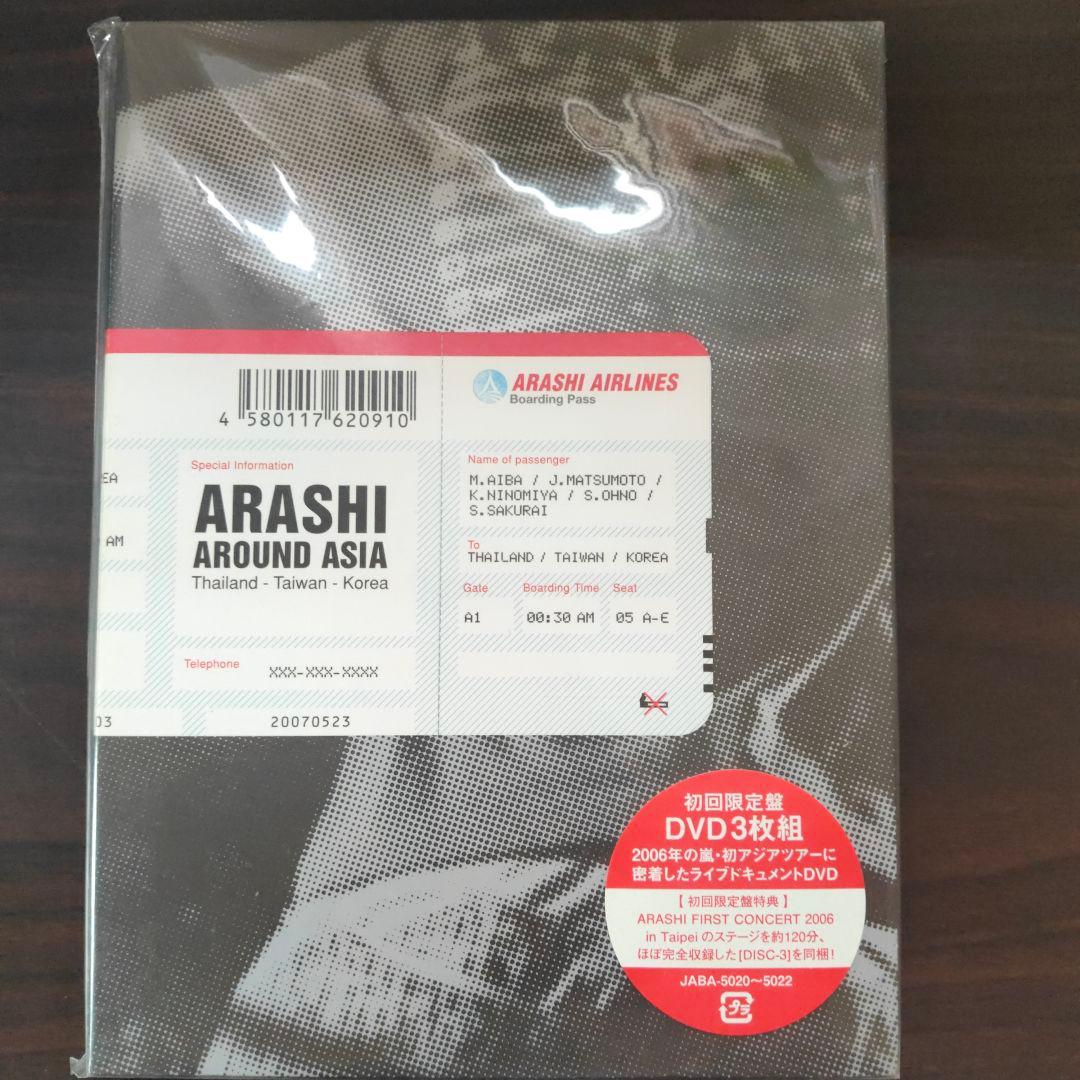 4 580117 620910
ARASHI AIRLINES
Boarding Pass
EA
AM
03
Special Information
ARASHI
AROUND ASIA
Thailand - Taiwan - Korea
Telephone
XXX-XXX-XXXX
20070523
Name of passenger
M.AIBA / J.MATSUMOTO /
K.NINOMIYA / S.OHNO /
S.SAKURAI
To
THAILAND / TAIWAN / KOREA
Gate Boarding Time Seat
A1 00:30 AM 05 A-E
初回限定盤
DVD3枚組
2006年の嵐・初アジアツアーに
密着したライブドキュメントDVD
【初回限定盤特典】
ARASHI FIRST CONCERT 2006
in Taipei のステージを約120分、
ほぼ完全収録した[DISC-3]を同梱!
JABA-5020～5022
プラ